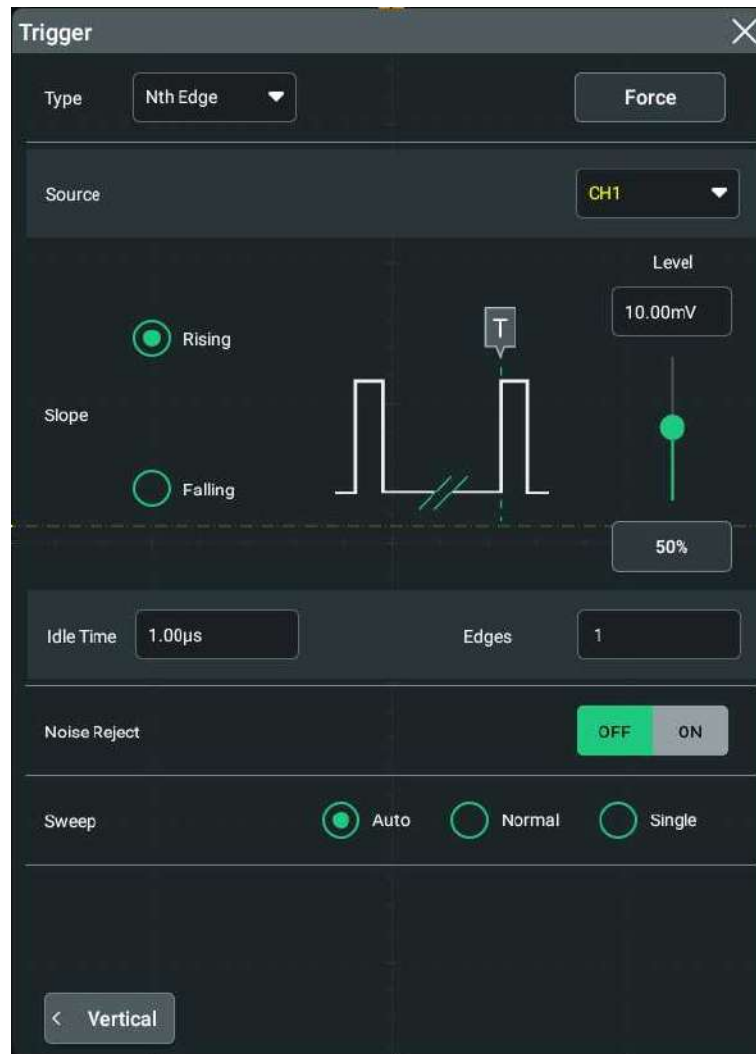 Trigger
Type Nth Edge Force
Source CH1
Level
10.00mV
T
Rising
Slope
Falling
50%
Idle Time 1.00µs Edges 1
Noise Reject OFF ON
Sweep Auto Normal Single
< Vertical